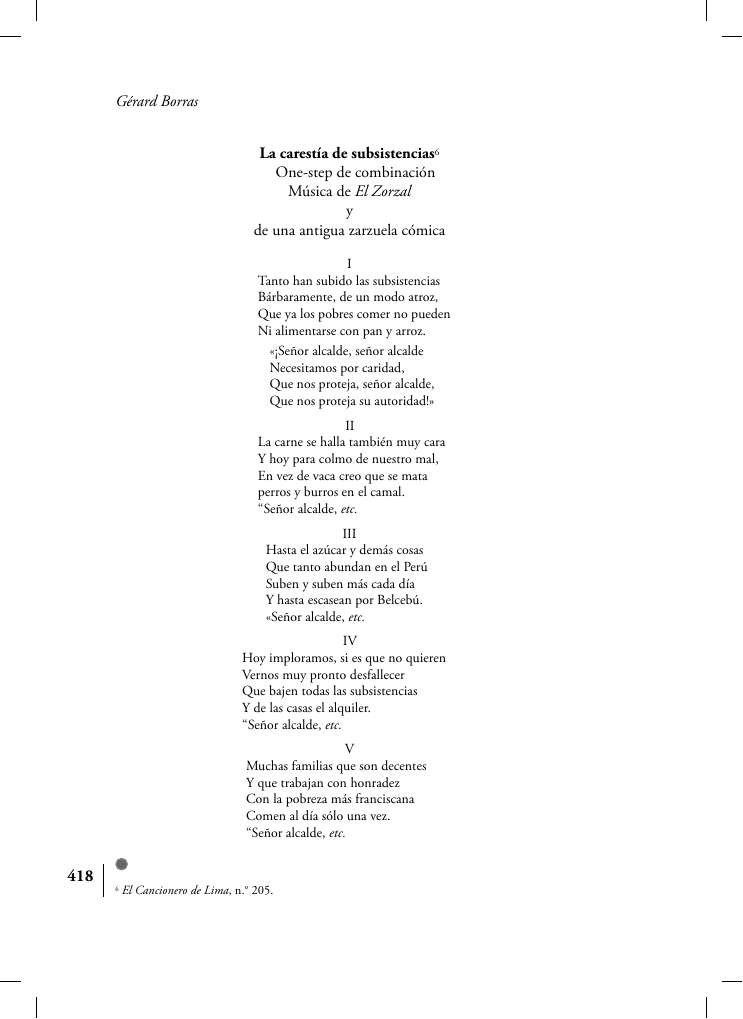 Gérard Borras
La carestía de subsistencias⁶
One-step de combinación
Música de El Zorzal
y
de una antigua zarzuela cómica
I
Tanto han subido las subsistencias
Bárbaramente, de un modo atroz,
Que ya los pobres comer no pueden
Ni alimentarse con pan y arroz.
«¡Señor alcalde, señor alcalde
Necesitamos por caridad,
Que nos proteja, señor alcalde,
Que nos proteja su autoridad!»
II
La carne se halla también muy cara
Y hoy para colmo de nuestro mal,
En vez de vaca creo que se mata
perros y burros en el camal.
“Señor alcalde, etc.
III
Hasta el azúcar y demás cosas
Que tanto abundan en el Perú
Suben y suben más cada día
Y hasta escasean por Belcebú.
«Señor alcalde, etc.
IV
Hoy imploramos, si es que no quieren
Vernos muy pronto desfallecer
Que bajen todas las subsistencias
Y de las casas el alquiler.
“Señor alcalde, etc.
V
Muchas familias que son decentes
Y que trabajan con honradez
Con la pobreza más franciscana
Comen al día sólo una vez.
“Señor alcalde, etc.
418
⁶ El Cancionero de Lima, n.° 205.